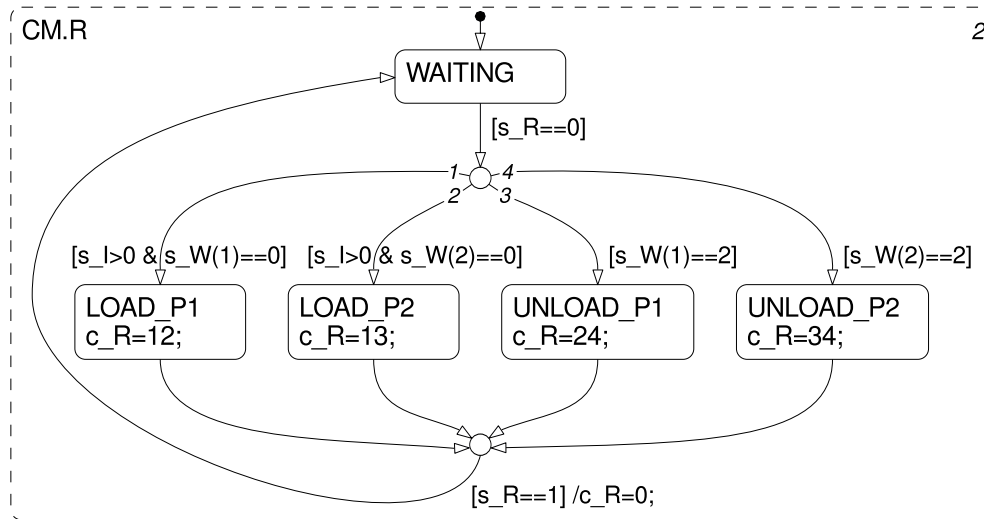 CM.R
2
WAITING
[s_R==0]
1
4
2
3
[s_I>0 & s_W(1)==0]
[s_I>0 & s_W(2)==0]
[s_W(1)==2]
[s_W(2)==2]
LOAD_P1
c_R=12;
LOAD_P2
c_R=13;
UNLOAD_P1
c_R=24;
UNLOAD_P2
c_R=34;
[s_R==1] /c_R=0;